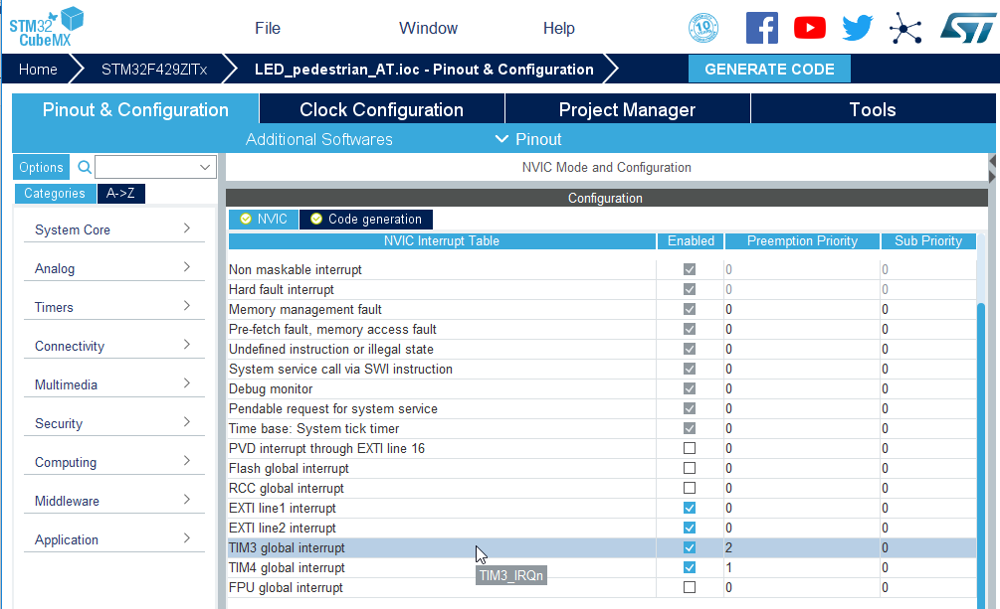 STM32 CubeMX
File Window Help
10
Home STM32F429ZITx LED_pedestrian_AT.ioc - Pinout & Configuration GENERATE CODE
Pinout & Configuration Clock Configuration Project Manager Tools
Additional Softwares Pinout
Options NVIC Mode and Configuration
Categories A->Z Configuration
NVIC Code generation
NVIC Interrupt Table Enabled Preemption Priority Sub Priority
System Core
Analog
Timers
Connectivity
Multimedia
Security
Computing
Middleware
Application
Non maskable interrupt 0 0
Hard fault interrupt 0 0
Memory management fault 0 0
Pre-fetch fault, memory access fault 0 0
Undefined instruction or illegal state 0 0
System service call via SWI instruction 0 0
Debug monitor 0 0
Pendable request for system service 0 0
Time base: System tick timer 0 0
PVD interrupt through EXTI line 16 0 0
Flash global interrupt 0 0
RCC global interrupt 0 0
EXTI line1 interrupt 0 0
EXTI line2 interrupt 0 0
TIM3 global interrupt 2 0
TIM4 global interrupt 1 0
TIM3_IRQn
FPU global interrupt 0 0